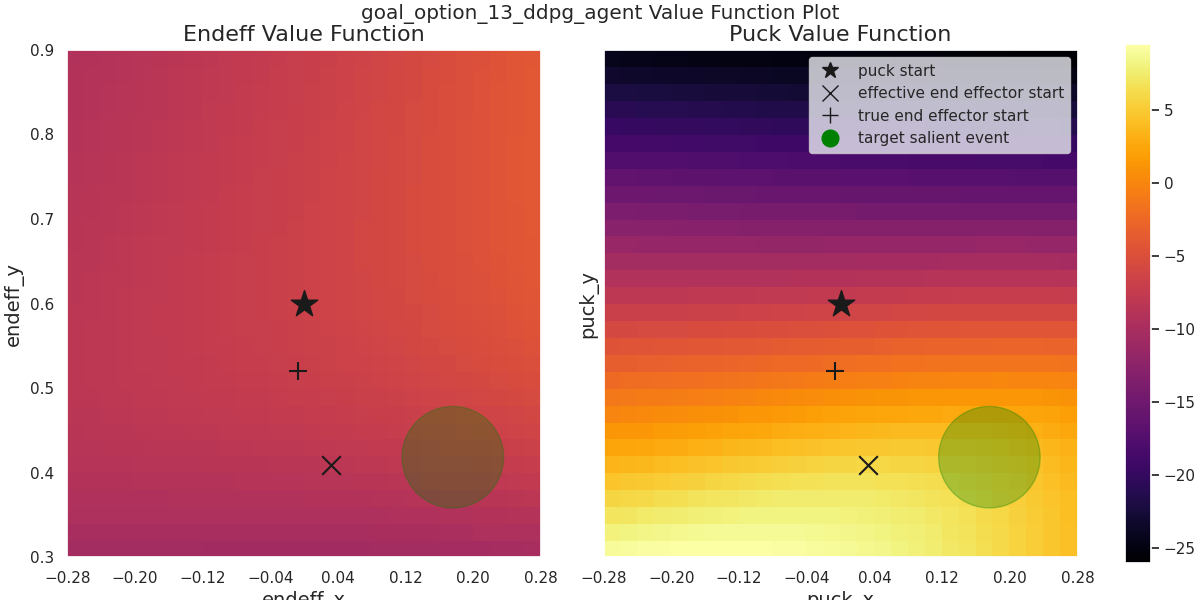 goal_option_13_ddpg_agent Value Function Plot
Endeff Value Function
Puck Value Function
0.9
0.8
0.7
0.6
0.5
0.4
0.3
endeff_y
−0.28
−0.20
−0.12
−0.04
0.04
0.12
0.20
0.28
endeff_x
puck_y
puck start
effective end effector start
true end effector start
target salient event
−0.28
−0.20
−0.12
−0.04
0.04
0.12
0.20
0.28
puck_x
5
0
−5
−10
−15
−20
−25